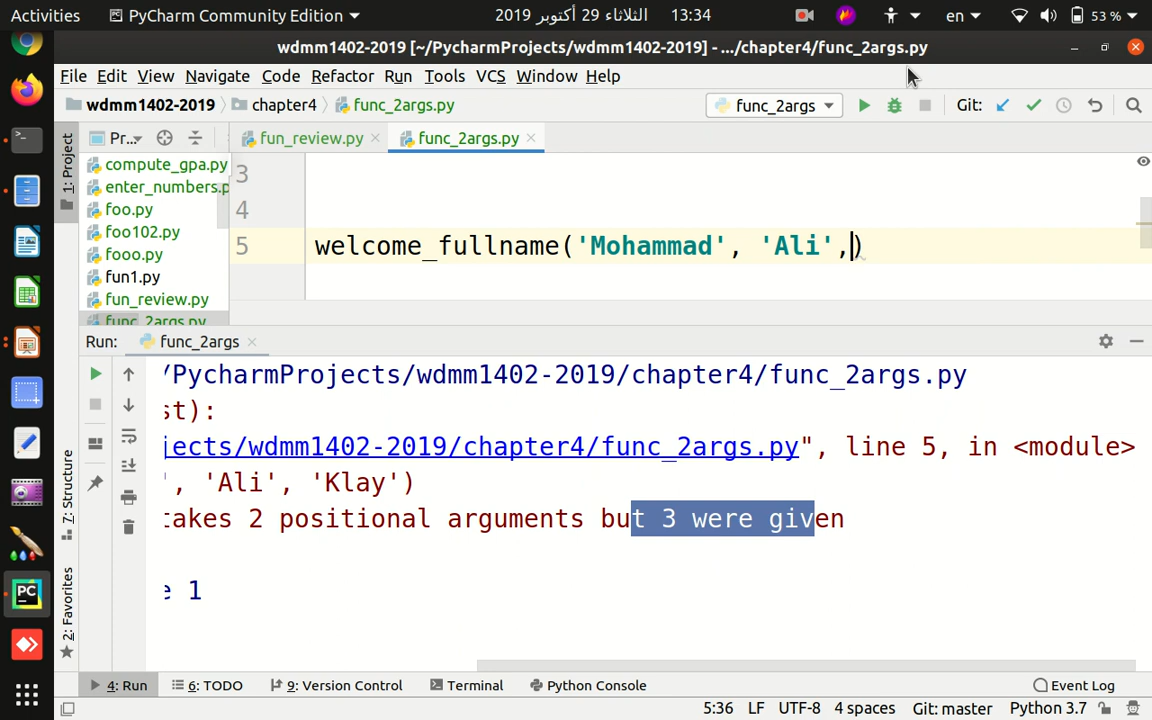 Activities PyCharm Community Edition الثلاثاء 29 أكتوبر 2019 13:34 en 53 %
wdmm1402-2019 [~/PycharmProjects/wdmm1402-2019] - .../chapter4/func_2args.py
File Edit View Navigate Code Refactor Run Tools VCS Window Help
wdmm1402-2019 chapter4 func_2args.py func_2args Git:
1: Project Pr... fun_review.py func_2args.py
compute_gpa.py
enter_numbers.p
foo.py
foo102.py
fooo.py
fun1.py
fun_review.py
func_2args.py
3
4
5 welcome_fullname('Mohammad', 'Ali',)
Run: func_2args
/PycharmProjects/wdmm1402-2019/chapter4/func_2args.py
st):
jects/wdmm1402-2019/chapter4/func_2args.py", line 5, in <module>
', 'Ali', 'Klay')
takes 2 positional arguments but 3 were given
e 1
7: Structure
2: Favorites
4: Run 6: TODO 9: Version Control Terminal Python Console Event Log
5:36 LF UTF-8 4 spaces Git: master Python 3.7